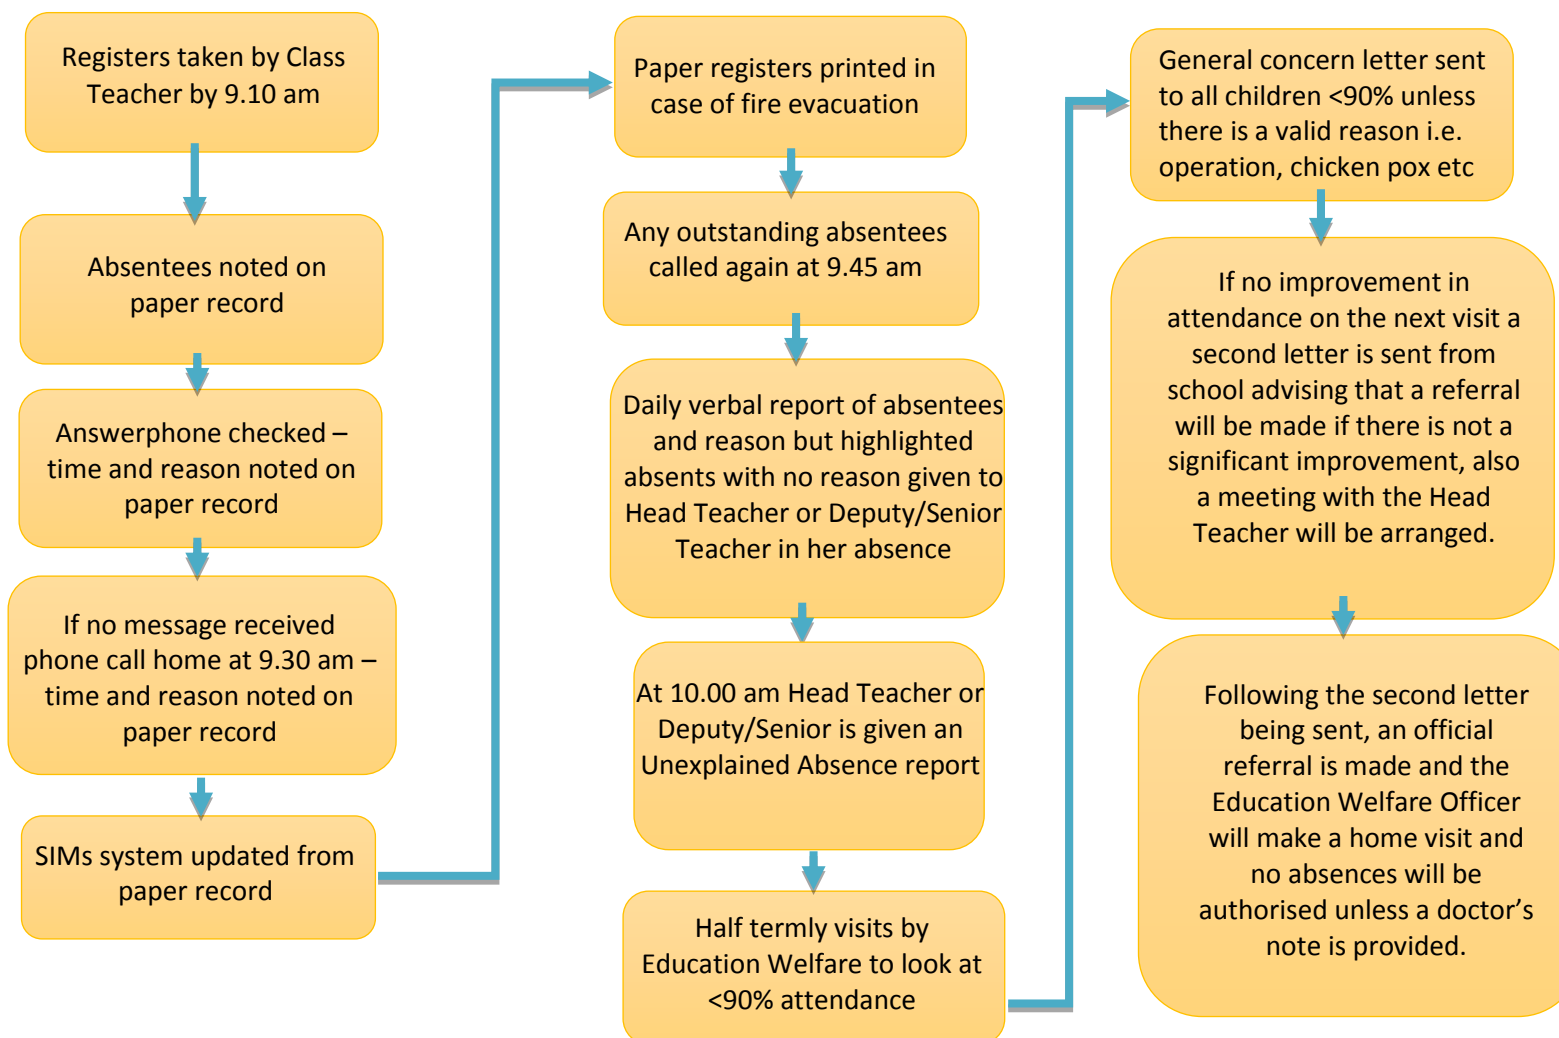 Registers taken by Class
Teacher by 9.10 am
Absentees noted on
paper record
Answerphone checked –
time and reason noted on
paper record
If no message received
phone call home at 9.30 am –
time and reason noted on
paper record
SIMs system updated from
paper record
Paper registers printed in
case of fire evacuation
Any outstanding absentees
called again at 9.45 am
Daily verbal report of absentees
and reason but highlighted
absents with no reason given to
Head Teacher or Deputy/Senior
Teacher in her absence
At 10.00 am Head Teacher or
Deputy/Senior is given an
Unexplained Absence report
Half termly visits by
Education Welfare to look at
<90% attendance
General concern letter sent
to all children <90% unless
there is a valid reason i.e.
operation, chicken pox etc
If no improvement in
attendance on the next visit a
second letter is sent from
school advising that a referral
will be made if there is not a
significant improvement, also
a meeting with the Head
Teacher will be arranged.
Following the second letter
being sent, an official
referral is made and the
Education Welfare Officer
will make a home visit and
no absences will be
authorised unless a doctor’s
note is provided.